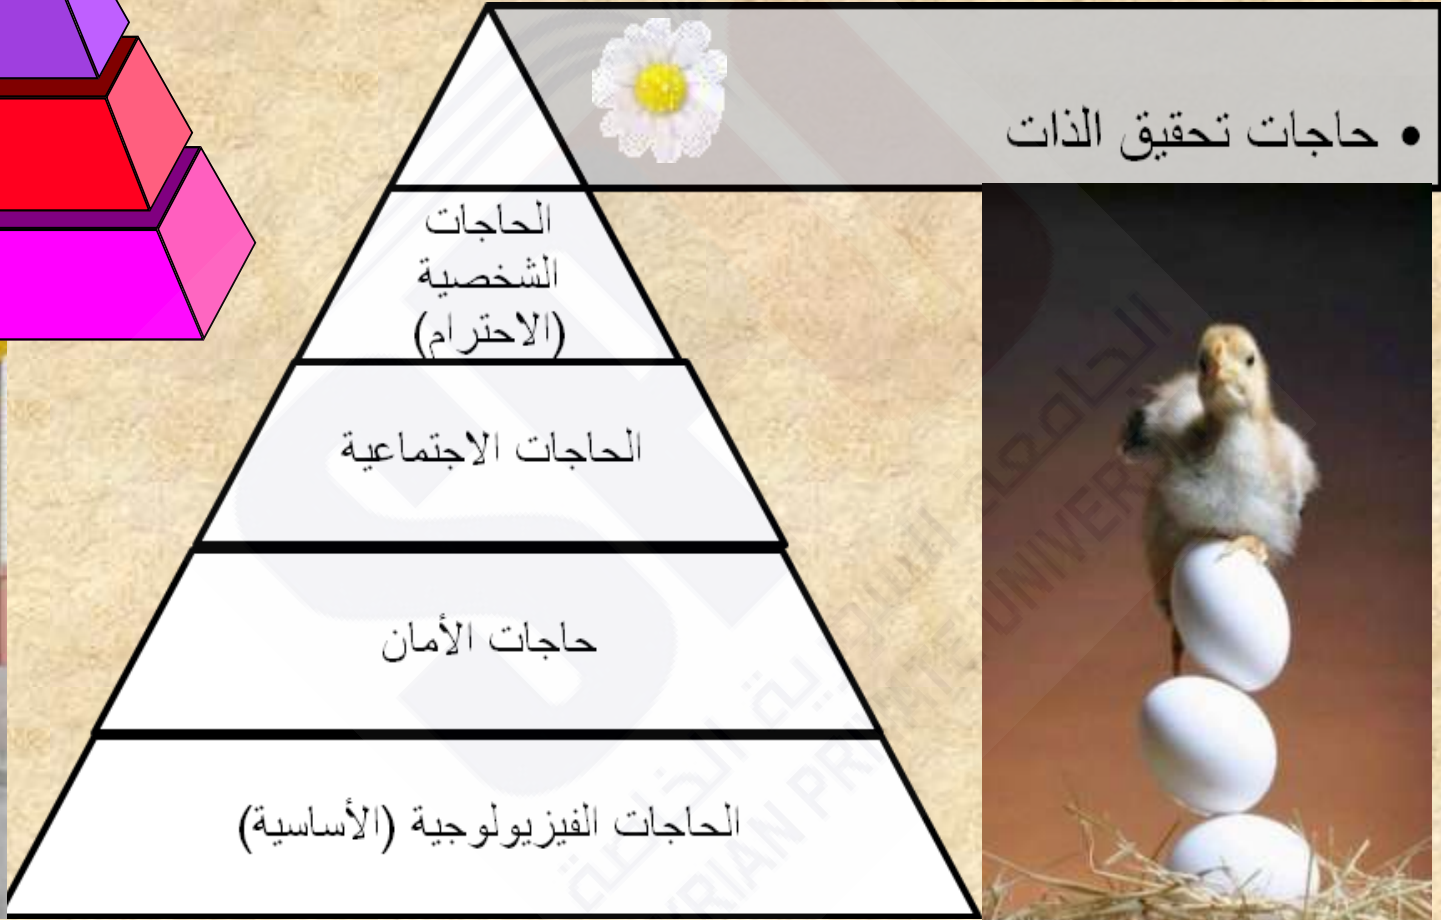 • حاجات تحقيق الذات
الحاجات
الشخصية
(الاحترام)
الحاجات الاجتماعية
حاجات الأمان
الحاجات الفيزيولوجية (الأساسية)